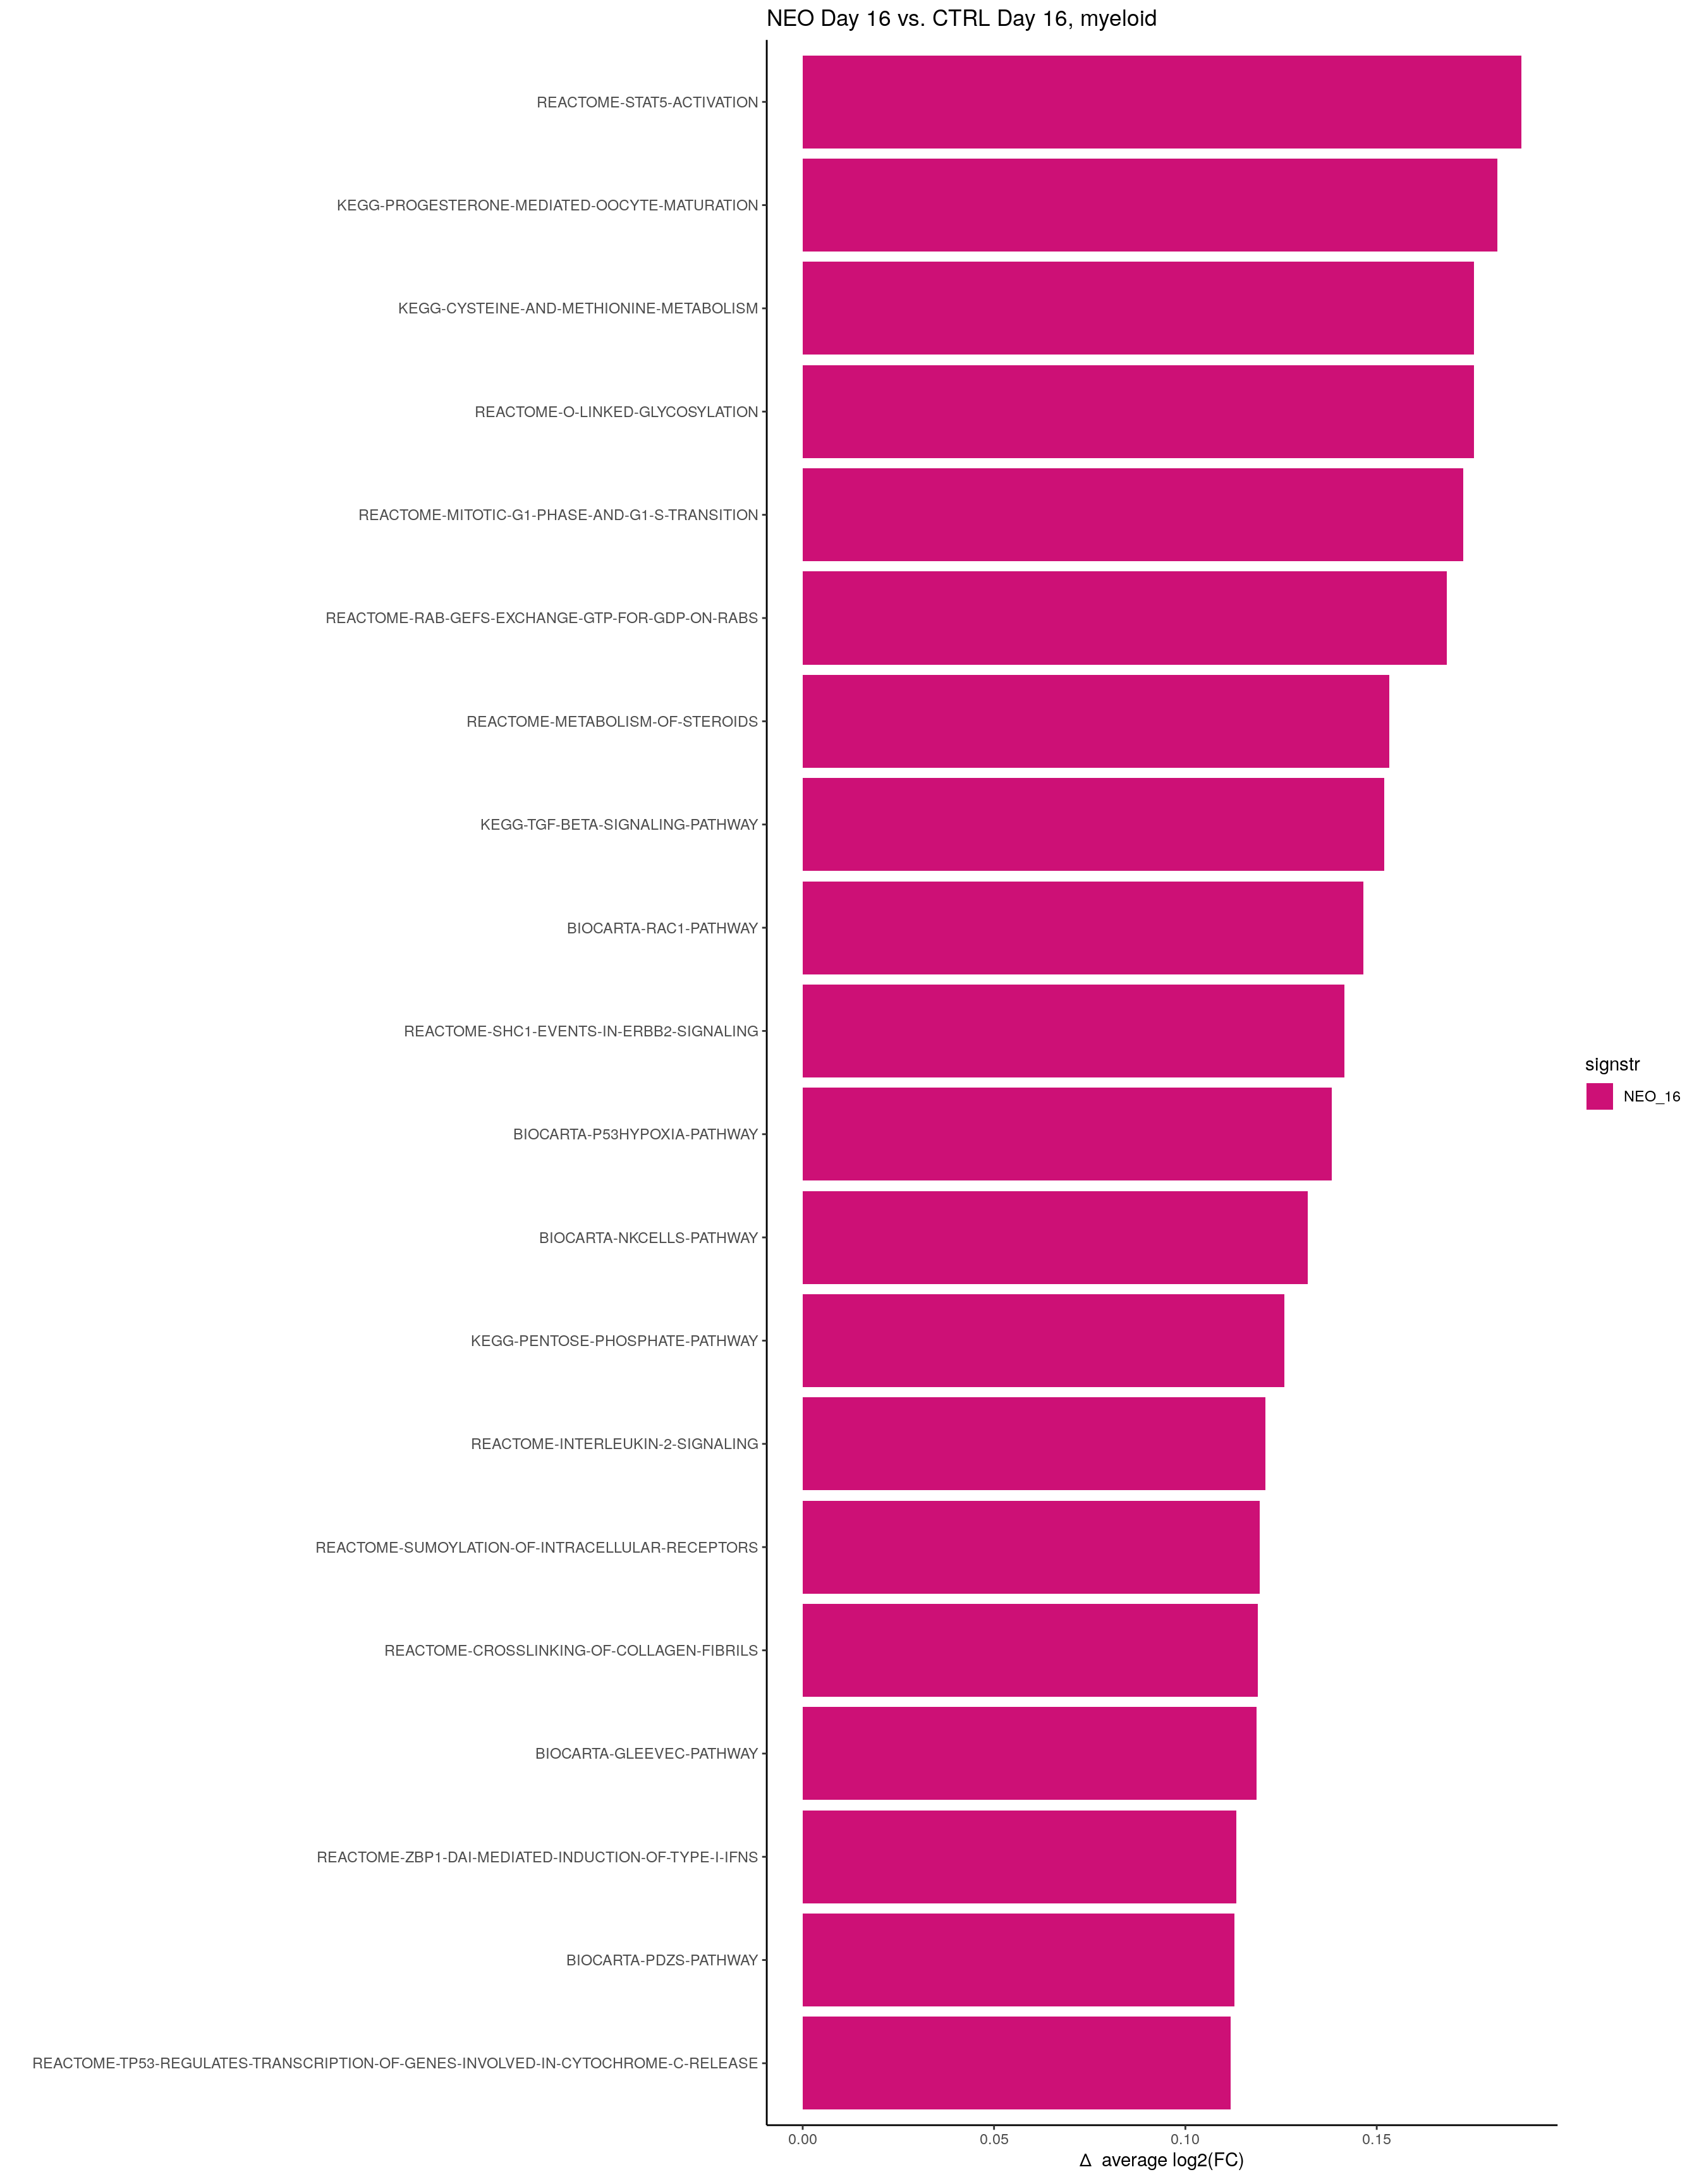 NEO Day 16 vs. CTRL Day 16, myeloid
REACTOME-STAT5-ACTIVATION
KEGG-PROGESTERONE-MEDIATED-OOCYTE-MATURATION
KEGG-CYSTEINE-AND-METHIONINE-METABOLISM
REACTOME-O-LINKED-GLYCOSYLATION
REACTOME-MITOTIC-G1-PHASE-AND-G1-S-TRANSITION
REACTOME-RAB-GEFS-EXCHANGE-GTP-FOR-GDP-ON-RABS
REACTOME-METABOLISM-OF-STEROIDS
KEGG-TGF-BETA-SIGNALING-PATHWAY
BIOCARTA-RAC1-PATHWAY
REACTOME-SHC1-EVENTS-IN-ERBB2-SIGNALING
BIOCARTA-P53HYPOXIA-PATHWAY
BIOCARTA-NKCELLS-PATHWAY
KEGG-PENTOSE-PHOSPHATE-PATHWAY
REACTOME-INTERLEUKIN-2-SIGNALING
REACTOME-SUMOYLATION-OF-INTRACELLULAR-RECEPTORS
REACTOME-CROSSLINKING-OF-COLLAGEN-FIBRILS
BIOCARTA-GLEEVEC-PATHWAY
REACTOME-ZBP1-DAI-MEDIATED-INDUCTION-OF-TYPE-I-IFNS
BIOCARTA-PDZS-PATHWAY
REACTOME-TP53-REGULATES-TRANSCRIPTION-OF-GENES-INVOLVED-IN-CYTOCHROME-C-RELEASE
0.00 0.05 0.10 0.15
Δ average log2(FC)
signstr
NEO_16